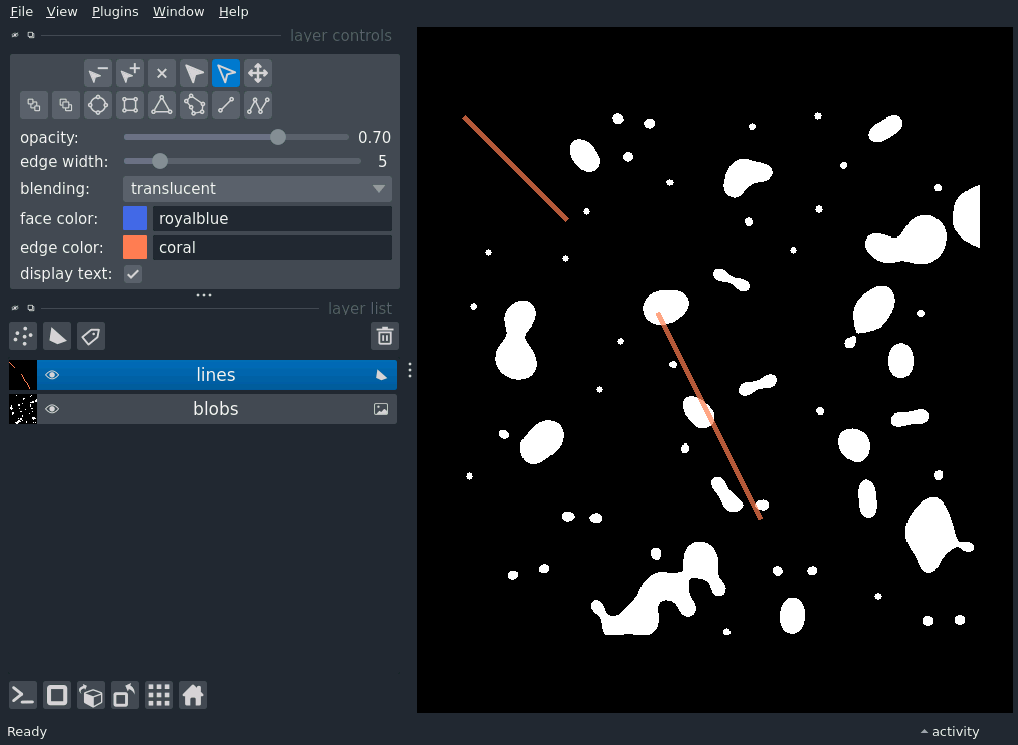 File View Plugins Window Help
layer controls
opacity: 0.70
edge width: 5
blending: translucent
face color: royalblue
edge color: coral
display text:
layer list
lines
blobs
Ready activity